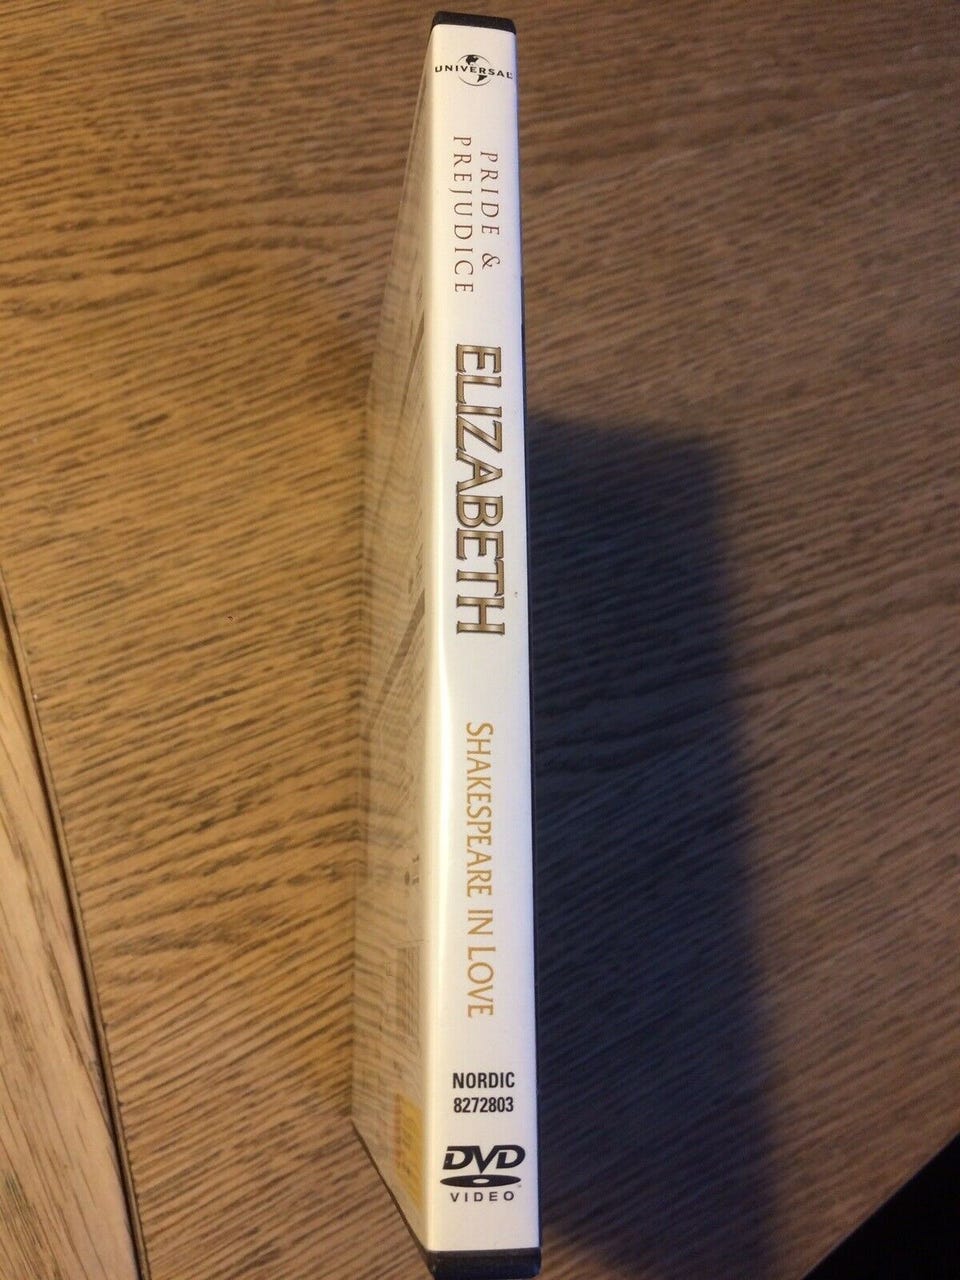 UNIVERSAL
PRIDE &
PREJUDICE
ELIZABETH
SHAKESPEARE IN LOVE
NORDIC
8272803
DVD
VIDEO